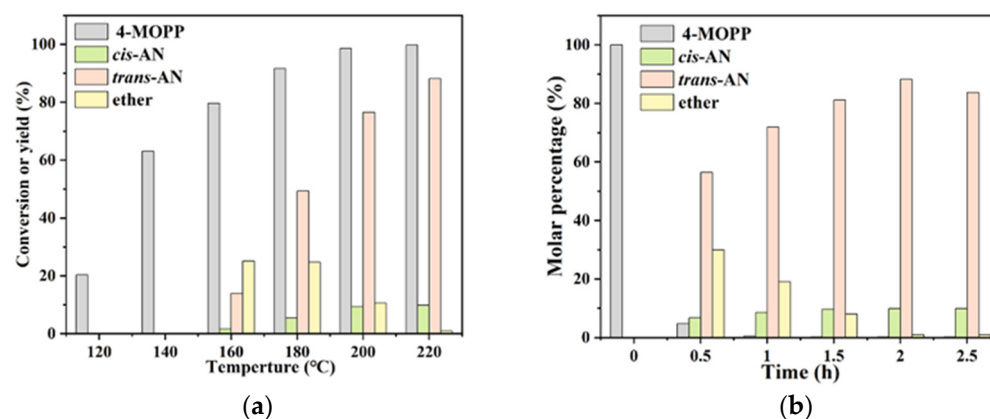 4-MOPP
cis-AN
trans-AN
ether
Conversion or yield (%)
100
80
60
40
20
0
120 140 160 180 200 220
Temperture (℃)
(a)
4-MOPP
cis-AN
trans-AN
ether
Molar percentage (%)
100
80
60
40
20
0
0 0.5 1 1.5 2 2.5
Time (h)
(b)